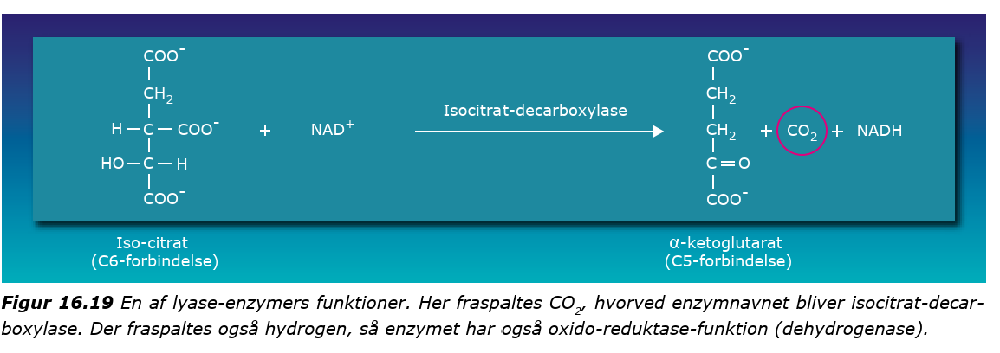 COO⁻ COO⁻
CH₂ CH₂
Isocitrat-decarboxylase
H—C—COO⁻ + NAD⁺ CH₂ + CO₂ + NADH
HO—C—H C=O
COO⁻ COO⁻
Iso-citrat α-ketoglutarat
(C6-forbindelse) (C5-forbindelse)
Figur 16.19 En af lyase-enzymers funktioner. Her fraspaltes CO₂, hvorved enzymnavnet bliver isocitrat-decar-
boxylase. Der fraspaltes også hydrogen, så enzymet har også oxido-reduktase-funktion (dehydrogenase).